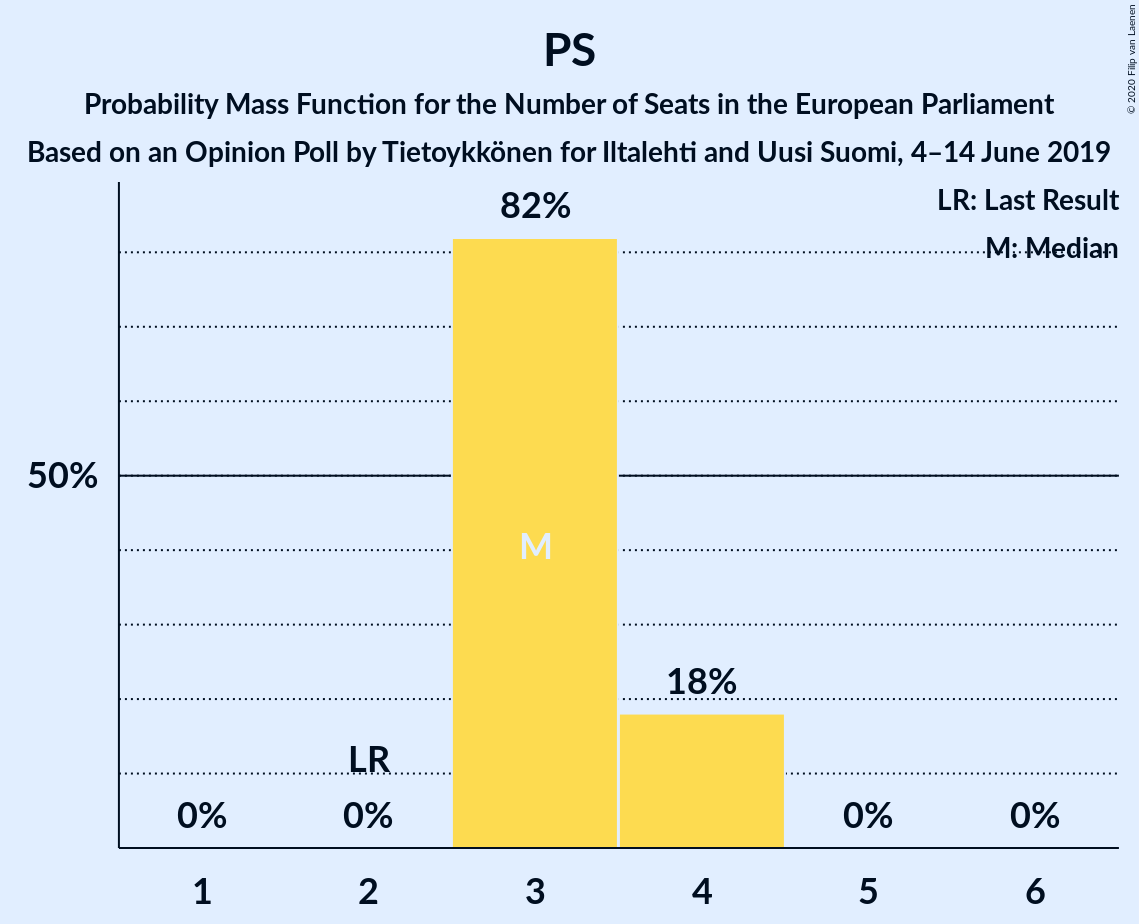 PS
Probability Mass Function for the Number of Seats in the European Parliament
Based on an Opinion Poll by Tietoykkönen for Iltalehti and Uusi Suomi, 4–14 June 2019
© 2020 Filip van Laenen
LR: Last Result
M: Median
82%
50%
M
18%
LR
0% 0% 0% 0%
1 2 3 4 5 6